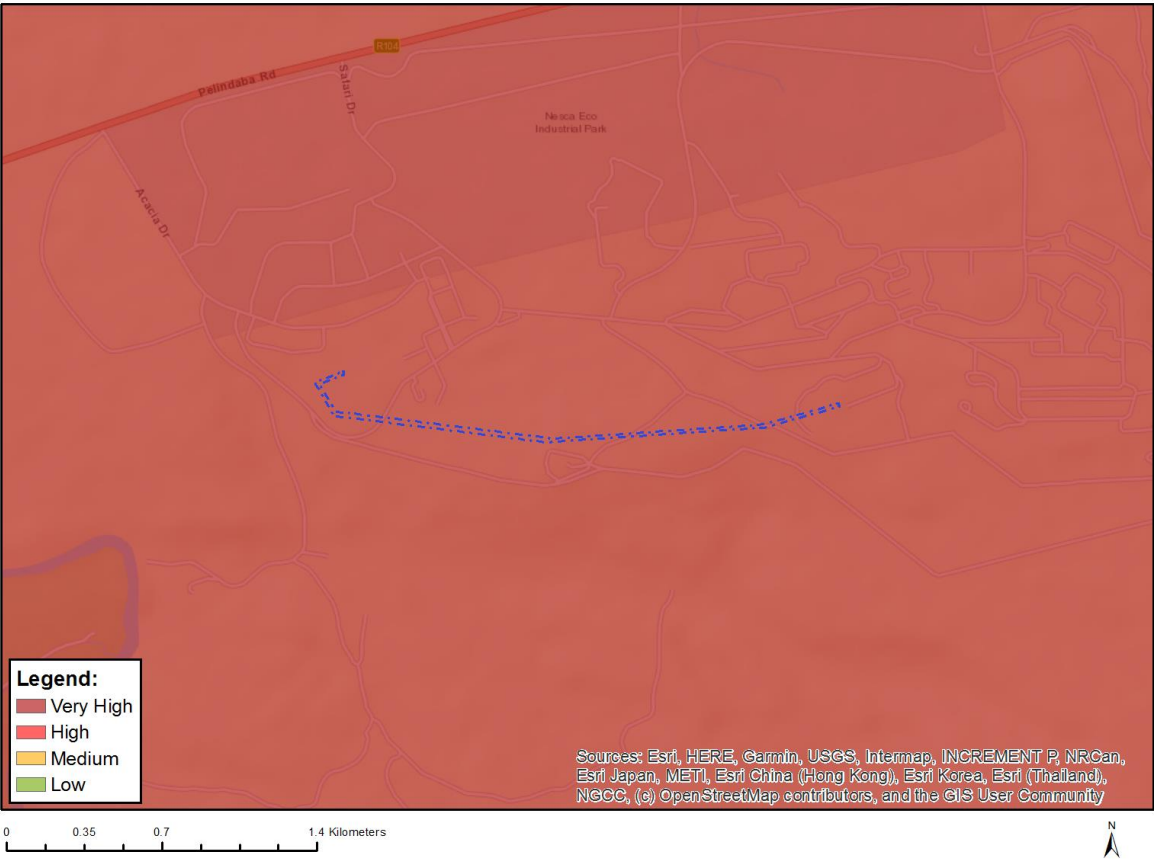 R104
Pelindaba Rd
Safari Dr
Necsa Eco
Industrial Park
Acacia Dr
Legend:
Very High
High
Medium
Low
Sources: Esri, HERE, Garmin, USGS, Intermap, INCREMENT P, NRCan,
Esri Japan, METI, Esri China (Hong Kong), Esri Korea, Esri (Thailand),
NGCC, (c) OpenStreetMap contributors, and the GIS User Community
0 0.35 0.7 1.4 Kilometers
N